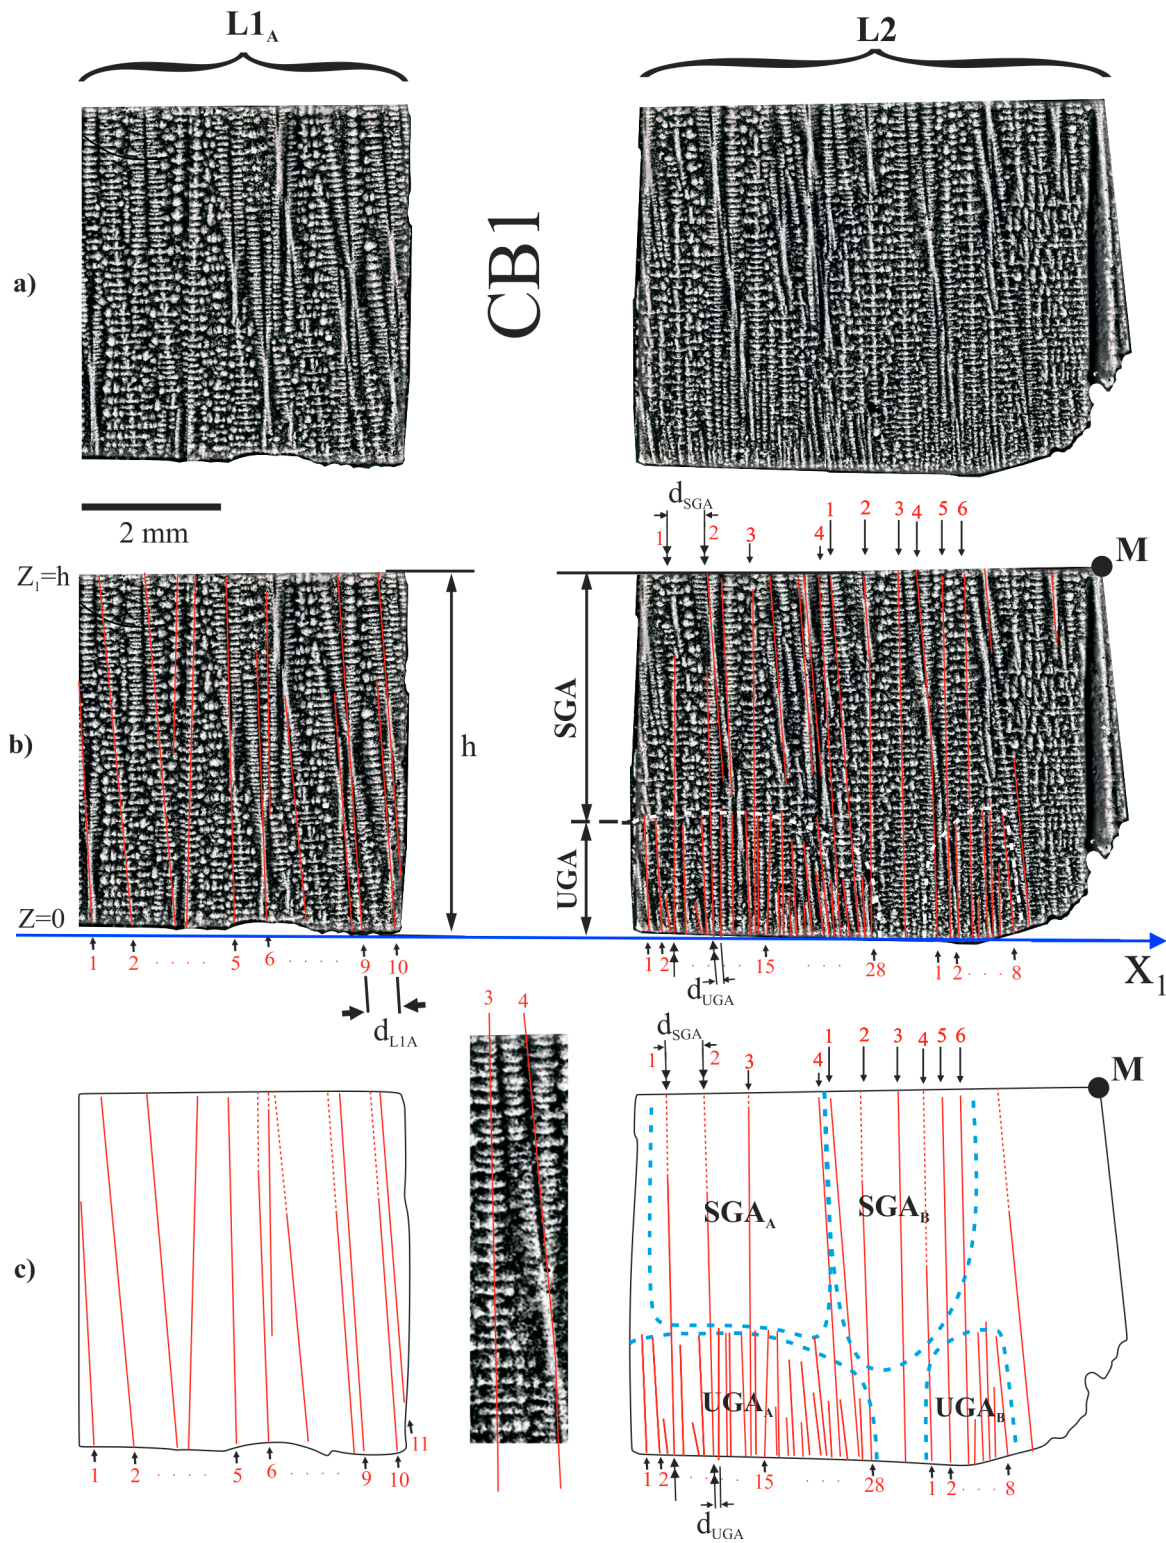 L1A
L2
a)
CB1
2 mm
dSGA
1 2 3 4 1 2 3 4 5 6
M
Z1=h
SGA
b)
h
UGA
Z=0
X1
1 2 · · · · · 5 6 · · · · · 9 10
1 2 · · · · · 15 · · · 28 1 2 · · · · 8
dUGA
dL1A
3 4
dSGA
1 2 3 4 1 2 3 4 5 6
M
SGAA
SGAB
c)
UGAA
UGAB
11
1 2 · · · · 5 6 · · · · · 9 10
1 2 · · · · · 15 · · · · 28 1 2 · · · 8
dUGA